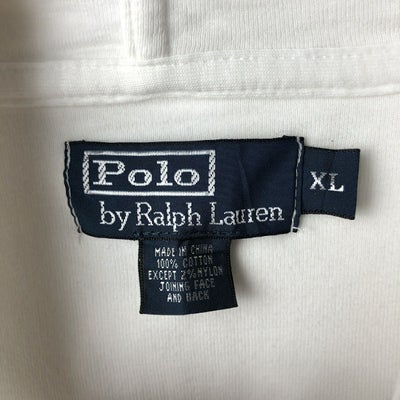 Polo
by Ralph Lauren
XL
MADE IN CHINA
100% COTTON
EXCEPT 2% NYLON
JOINING FACE
AND BACK